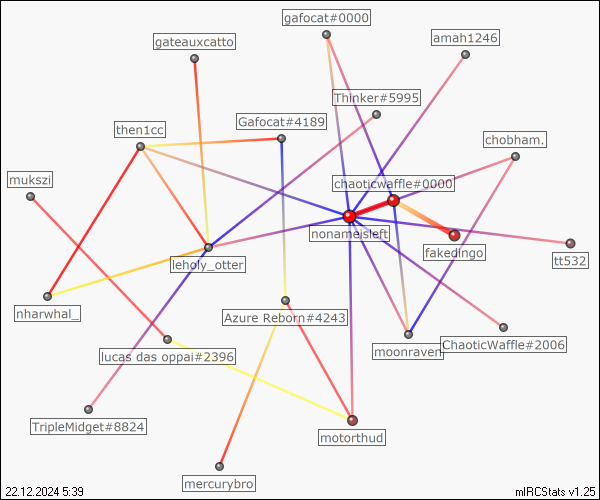 gafocat#0000
amah1246
gateauxcatto
Thinker#5995
Gafocat#4189
then1cc
chobham.
mukszi
chaoticwaffle#0000
nonameisleft
fakedingo
tt532
leholy_otter
nharwhal_
Azure Reborn#4243
moonraven
ChaoticWaffle#2006
lucas das oppai#2396
TripleMidget#8824
motorthud
mercurybro
22.12.2024 5:39
mIRCStats v1.25